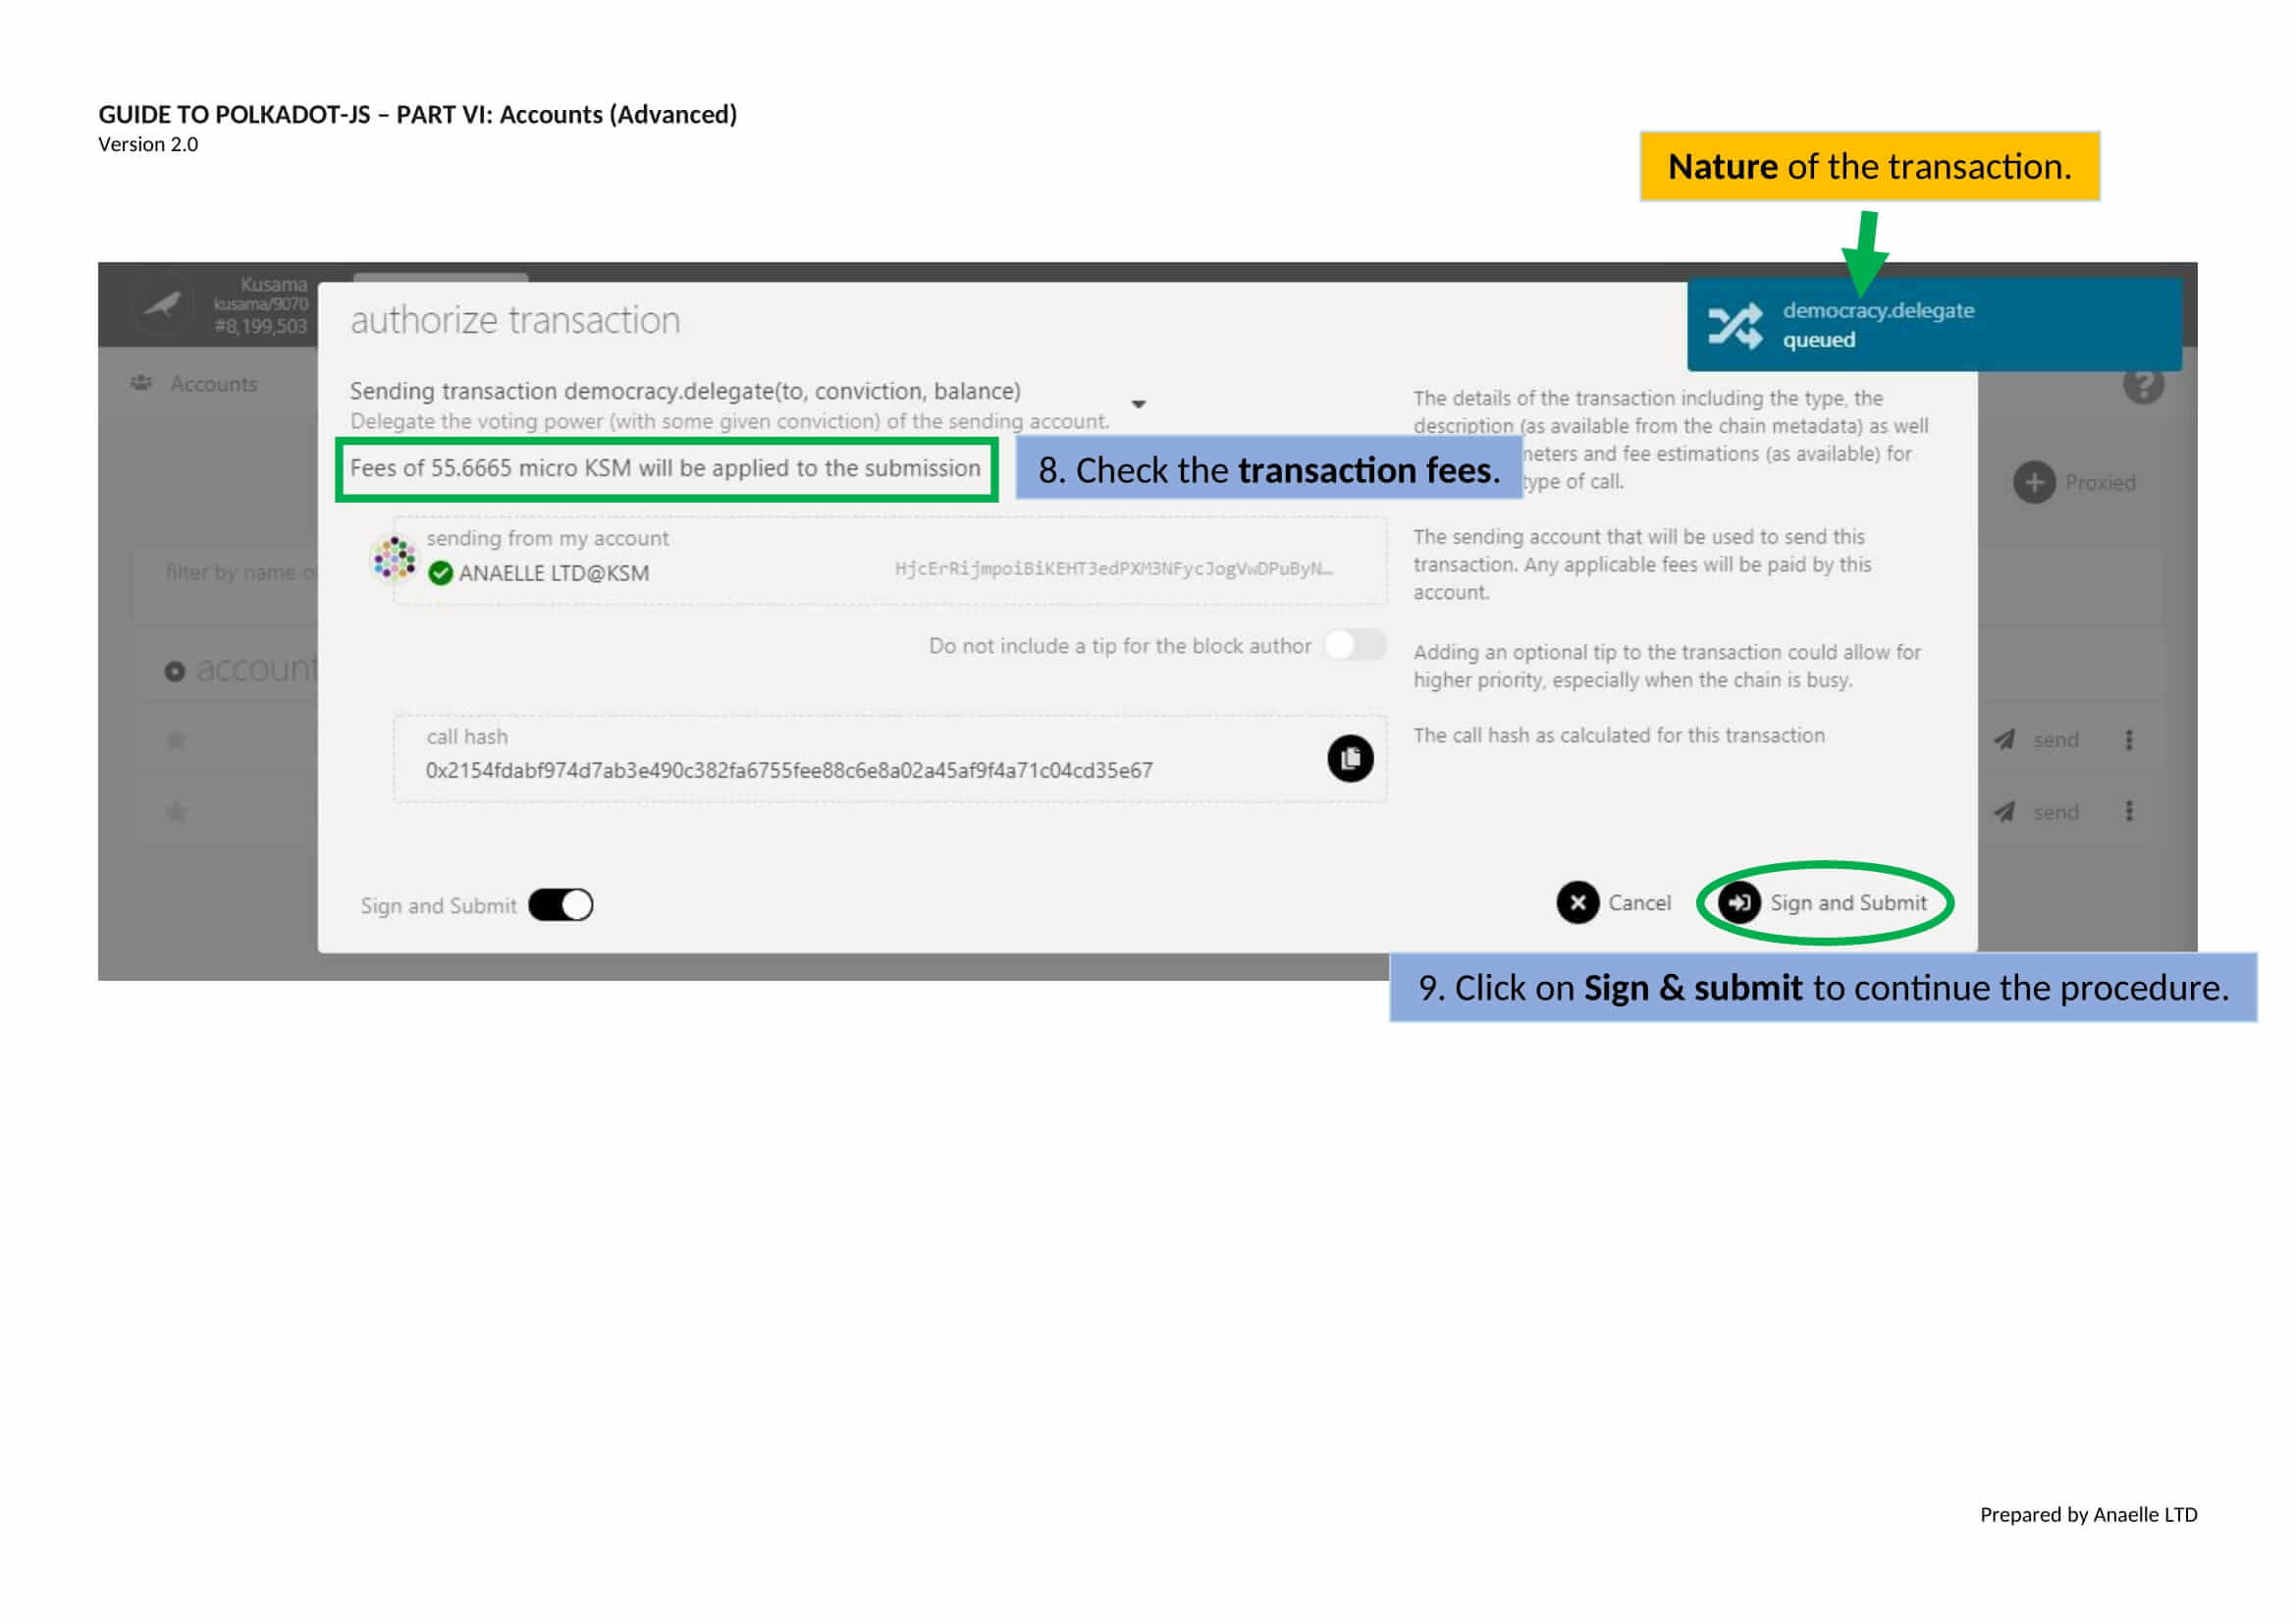 GUIDE TO POLKADOT-JS – PART VI: Accounts (Advanced)
Version 2.0
Nature of the transaction.
Kusama
kusama/9070
#8,199,503
authorize transaction
democracy.delegate
queued
Accounts
Sending transaction democracy.delegate(to, conviction, balance)
Delegate the voting power (with some given conviction) of the sending account.
The details of the transaction including the type, the
description (as available from the chain metadata) as well
neters and fee estimations (as available) for
type of call.
Fees of 55.6665 micro KSM will be applied to the submission
8. Check the transaction fees.
Proxied
sending from my account
ANAELLE LTD@KSM
HjcErRijmpoiBiKEHT3edPXM3NFycJogVwDPuByN…
The sending account that will be used to send this
transaction. Any applicable fees will be paid by this
account.
filter by name o
Do not include a tip for the block author
Adding an optional tip to the transaction could allow for
higher priority, especially when the chain is busy.
account
call hash
0x2154fdabf974d7ab3e490c382fa6755fee88c6e8a02a45af9f4a71c04cd35e67
The call hash as calculated for this transaction
send
send
Sign and Submit
Cancel
Sign and Submit
9. Click on Sign & submit to continue the procedure.
Prepared by Anaelle LTD